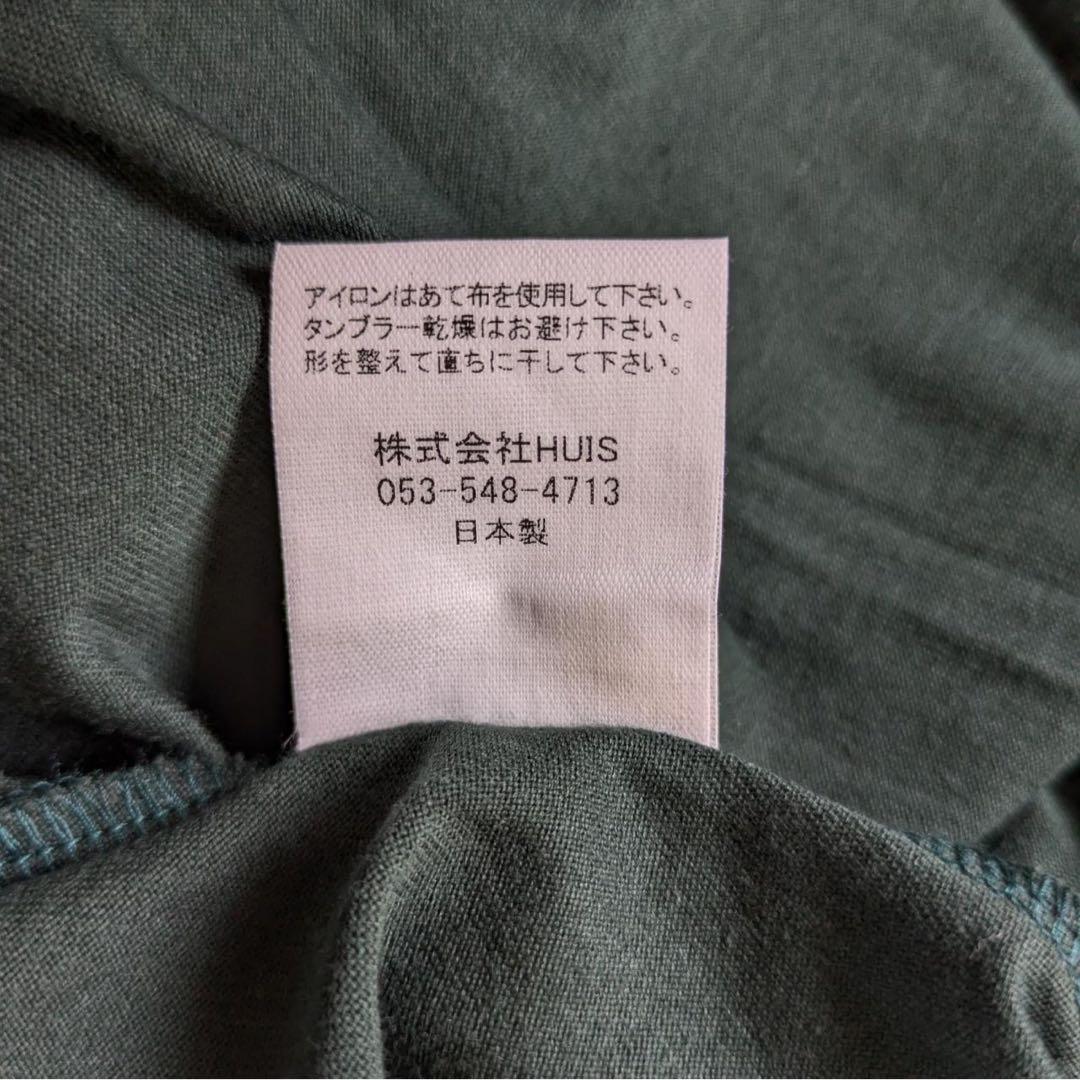 アイロンはあて布を使用して下さい。
タンブラー乾燥はお避け下さい。
形を整えて直ちに干して下さい。
株式会社HUIS
053-548-4713
日本製